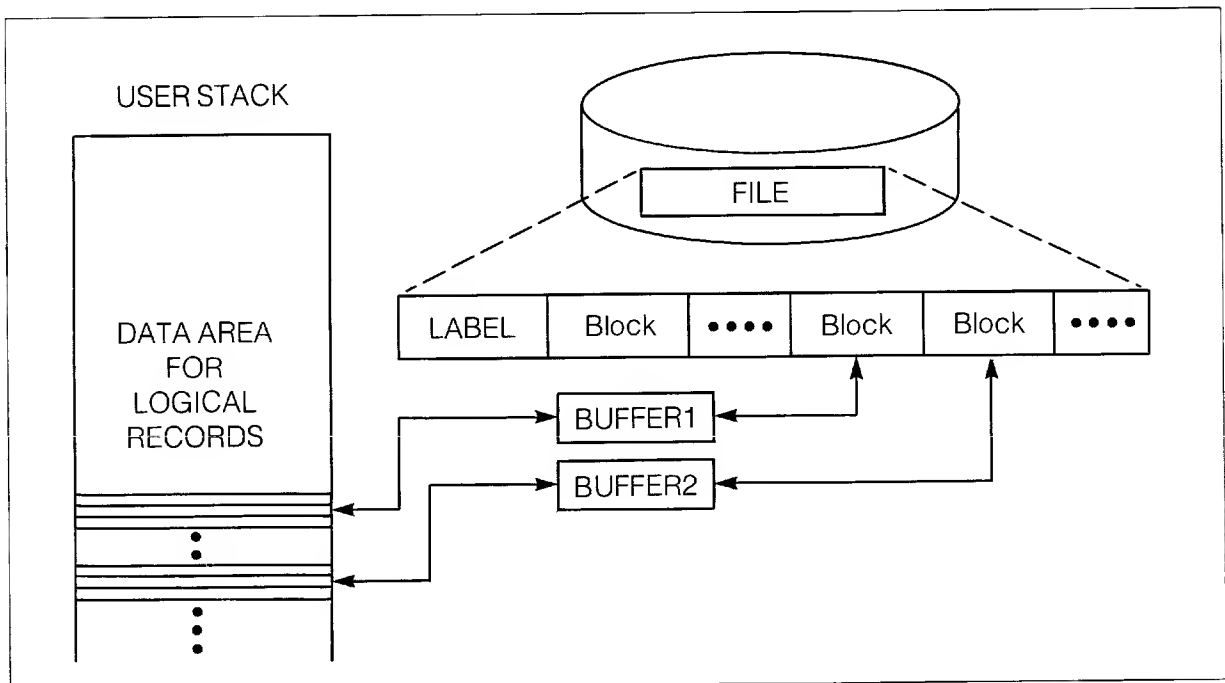 USER STACK
DATA AREA
FOR
LOGICAL
RECORDS
FILE
LABEL
Block
••••
Block
Block
••••
BUFFER1
BUFFER2